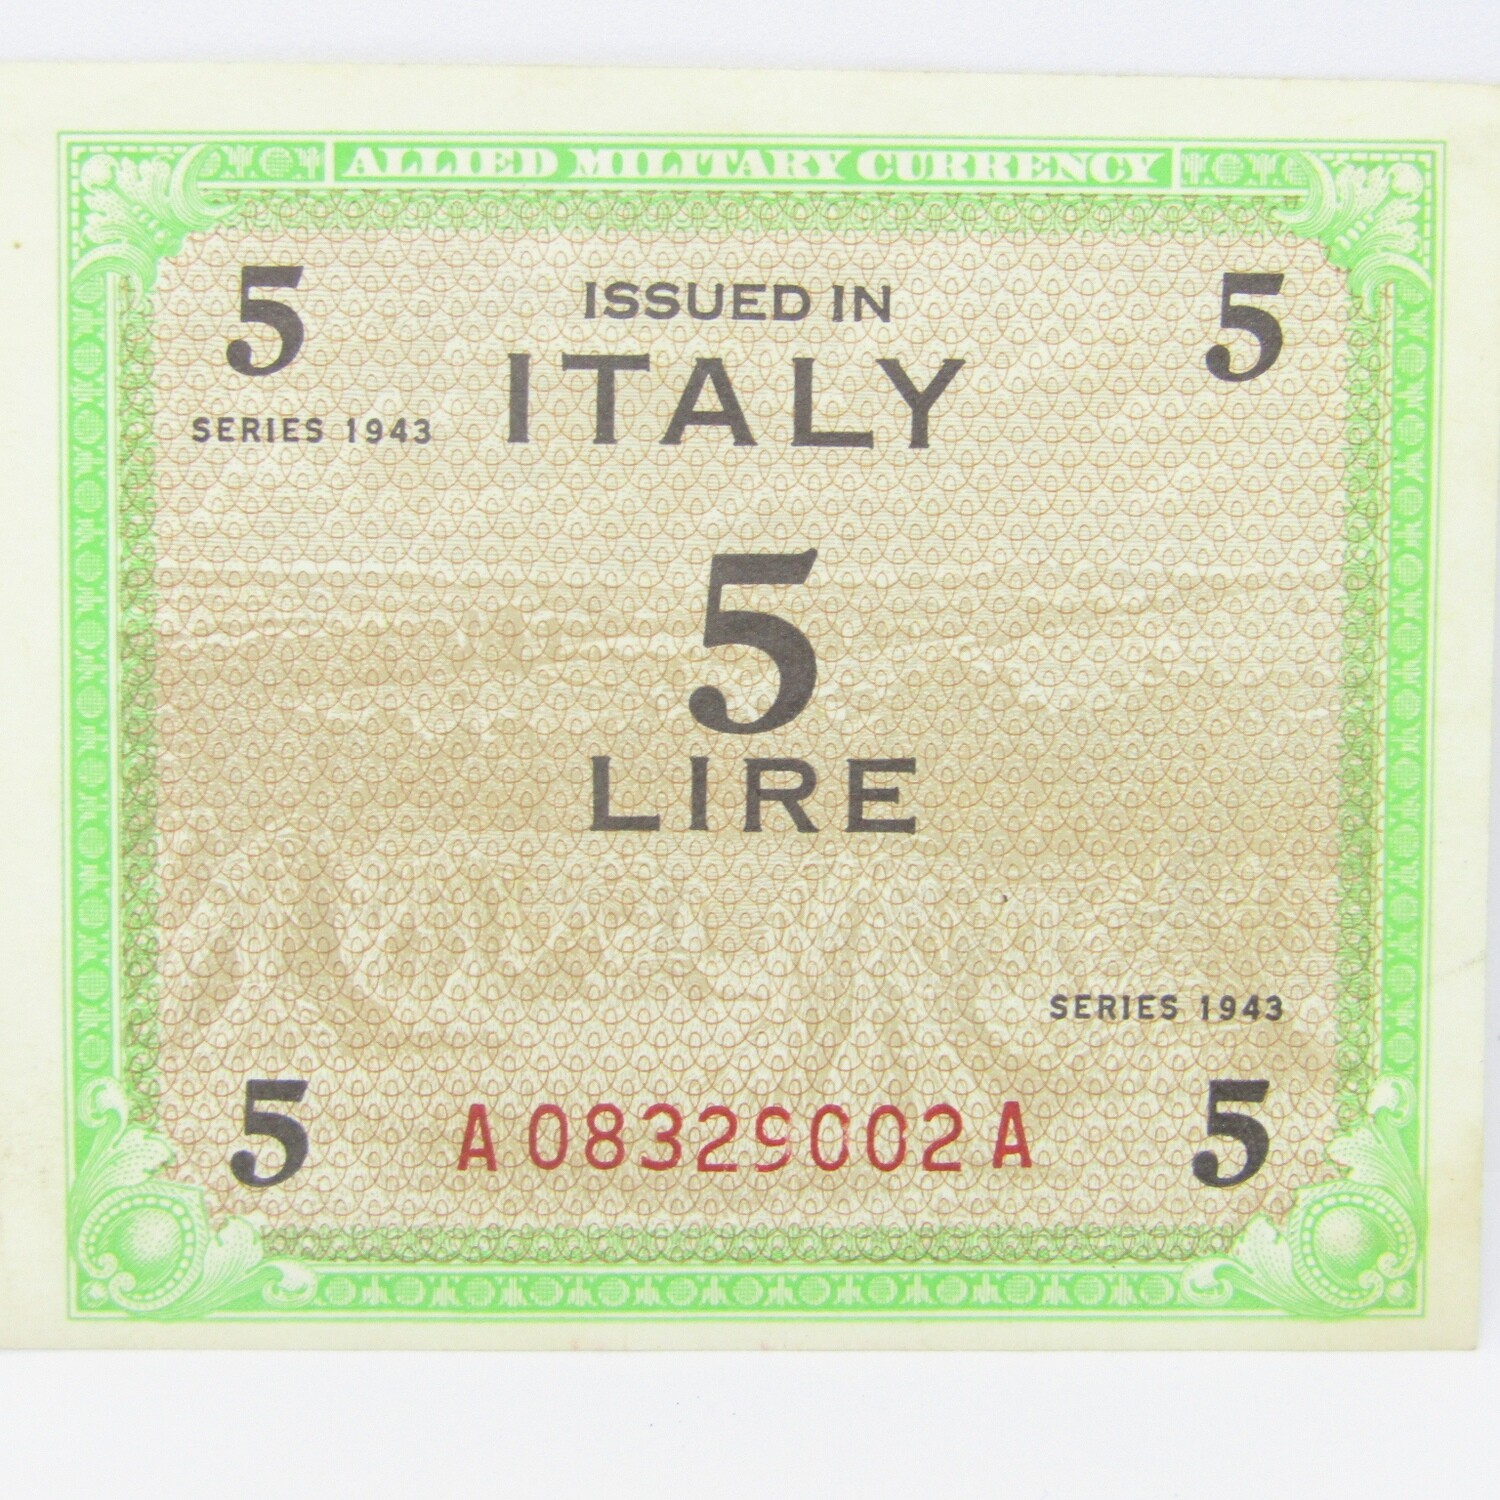 ALLIED MILITARY CURRENCY
5 ISSUED IN 5
ITALY
SERIES 1943
5
LIRE
SERIES 1943
5 A08329002A 5